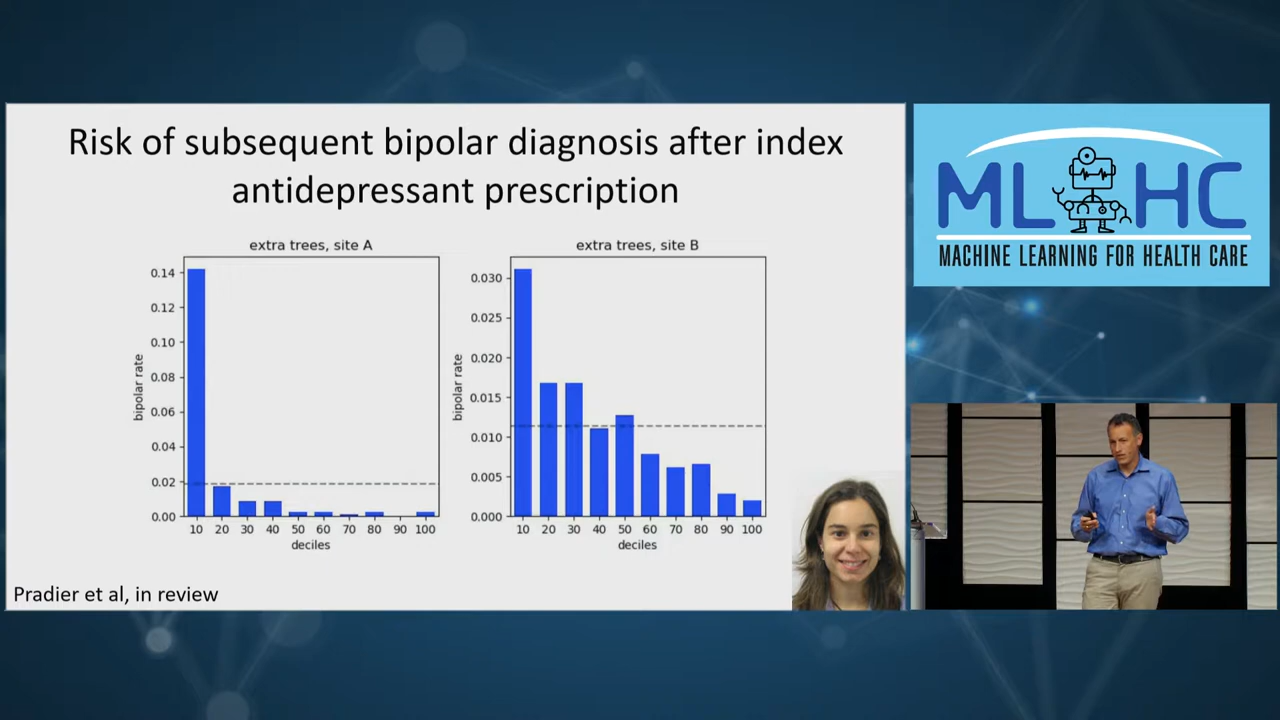 Risk of subsequent bipolar diagnosis after index
antidepressant prescription
extra trees, site A
bipolar rate
0.14
0.12
0.10
0.08
0.06
0.04
0.02
0.00
10 20 30 40 50 60 70 80 90 100
deciles
extra trees, site B
bipolar rate
0.030
0.025
0.020
0.015
0.010
0.005
0.000
10 20 30 40 50 60 70 80 90 100
deciles
Pradier et al, in review
ML HC
MACHINE LEARNING FOR HEALTH CARE